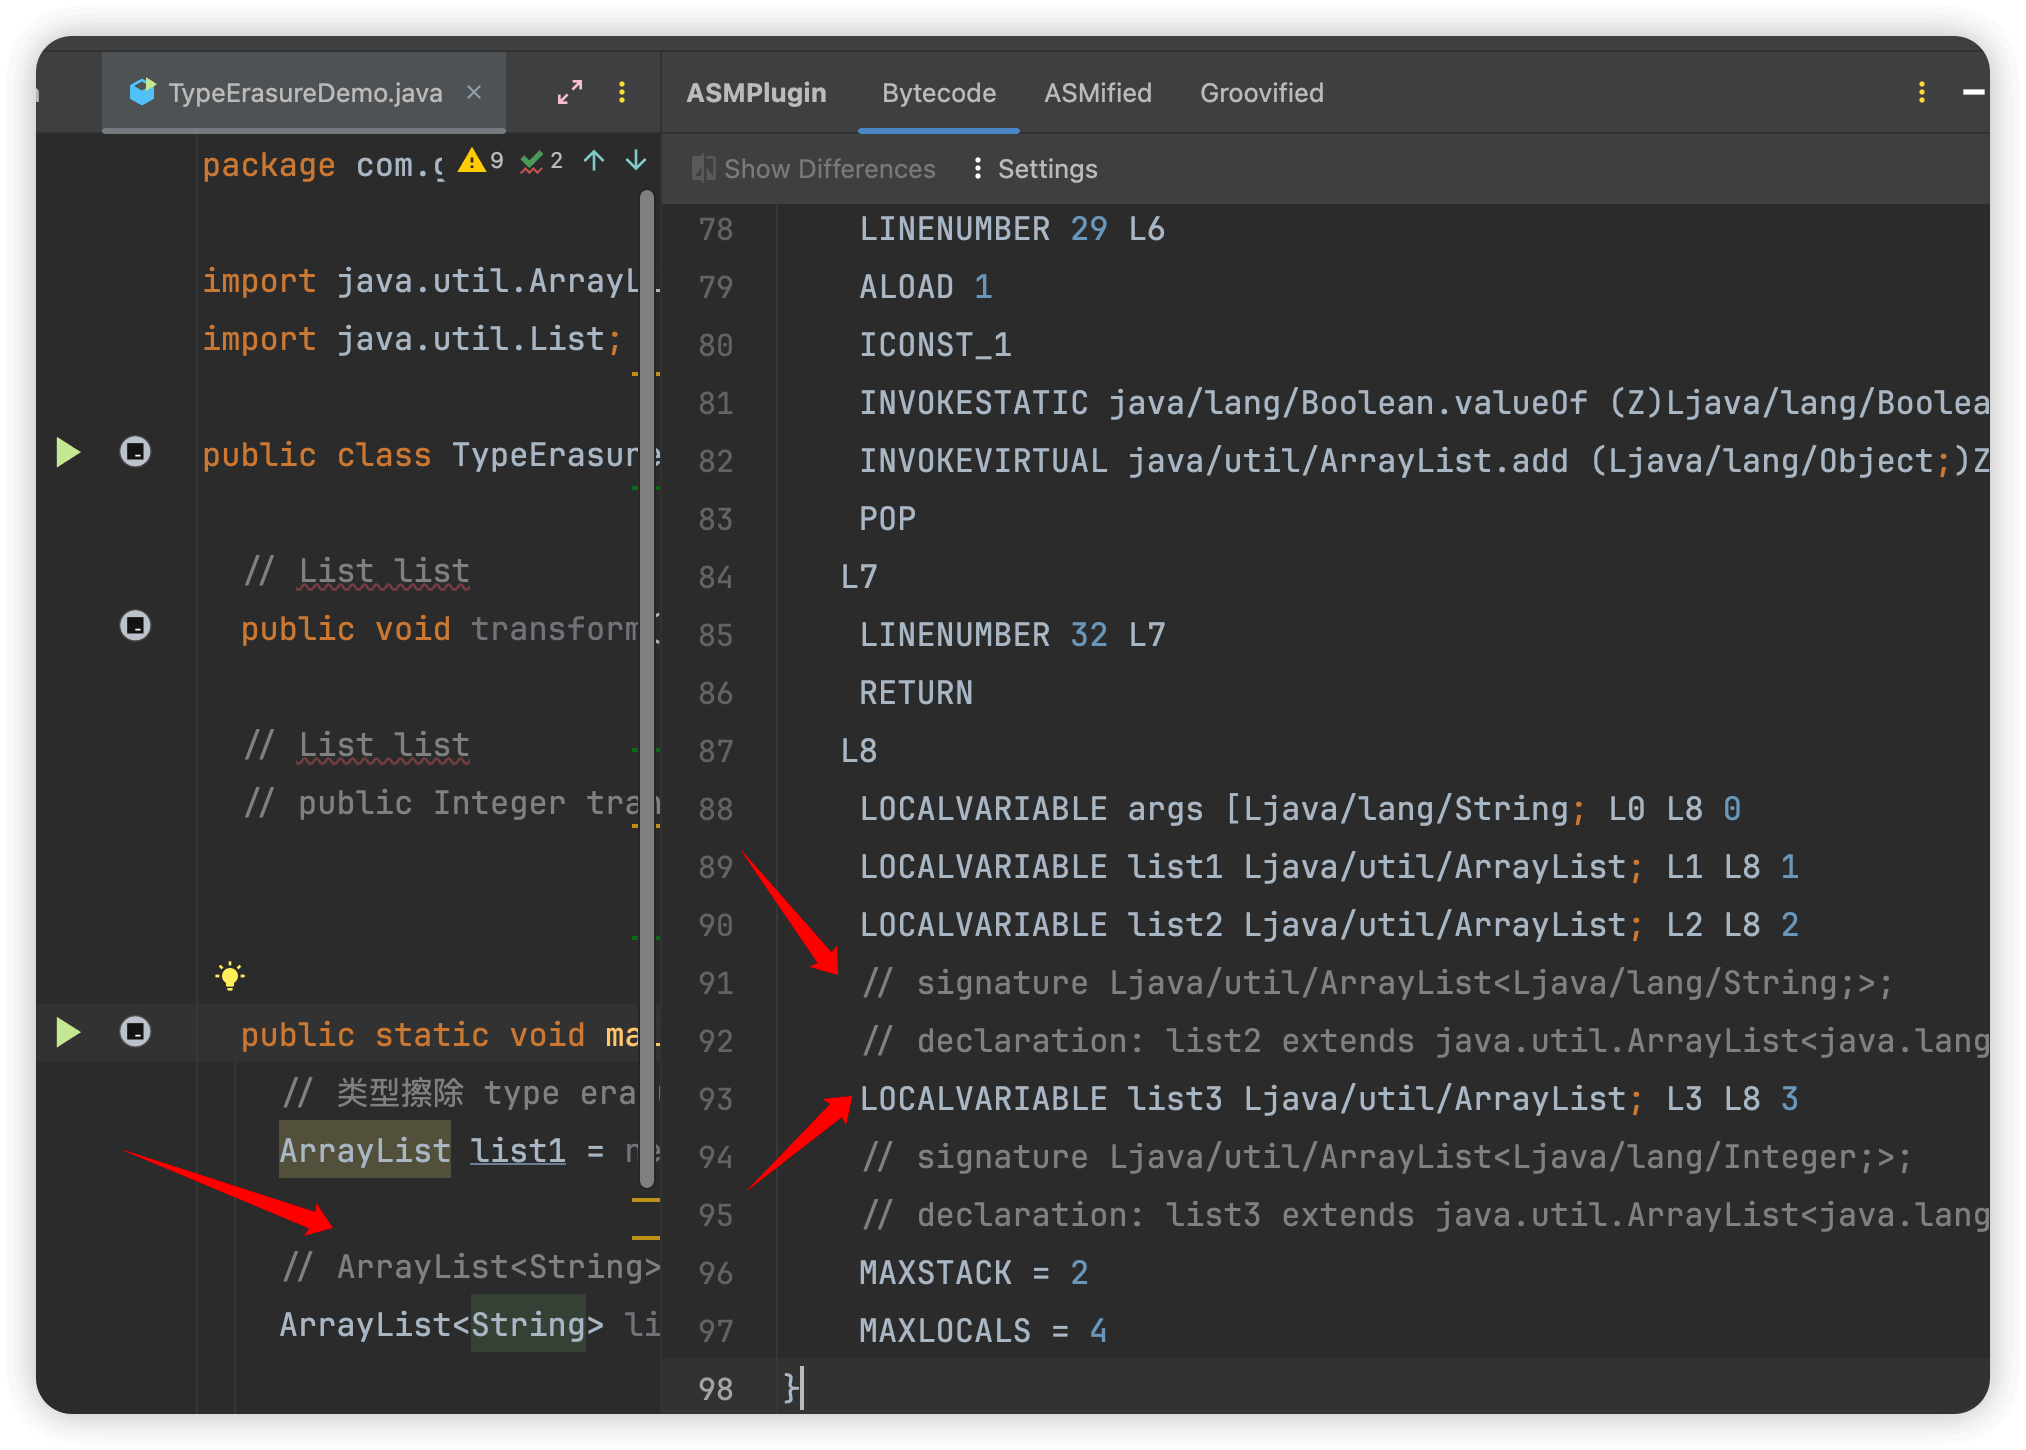 TypeErasureDemo.java
ASMPlugin Bytecode ASMified Groovified
Show Differences Settings
package com.g
9 2
import java.util.ArrayL
import java.util.List;
public class TypeErasure
// List list
public void transform(
// List list
// public Integer tran
public static void mai
// 类型擦除 type era
ArrayList list1 = ne
// ArrayList<String>
ArrayList<String> li
78 LINENUMBER 29 L6
79 ALOAD 1
80 ICONST_1
81 INVOKESTATIC java/lang/Boolean.valueOf (Z)Ljava/lang/Boolea
82 INVOKEVIRTUAL java/util/ArrayList.add (Ljava/lang/Object;)Z
83 POP
84 L7
85 LINENUMBER 32 L7
86 RETURN
87 L8
88 LOCALVARIABLE args [Ljava/lang/String; L0 L8 0
89 LOCALVARIABLE list1 Ljava/util/ArrayList; L1 L8 1
90 LOCALVARIABLE list2 Ljava/util/ArrayList; L2 L8 2
91 // signature Ljava/util/ArrayList<Ljava/lang/String;>;
92 // declaration: list2 extends java.util.ArrayList<java.lang
93 LOCALVARIABLE list3 Ljava/util/ArrayList; L3 L8 3
94 // signature Ljava/util/ArrayList<Ljava/lang/Integer;>;
95 // declaration: list3 extends java.util.ArrayList<java.lang
96 MAXSTACK = 2
97 MAXLOCALS = 4
98 }